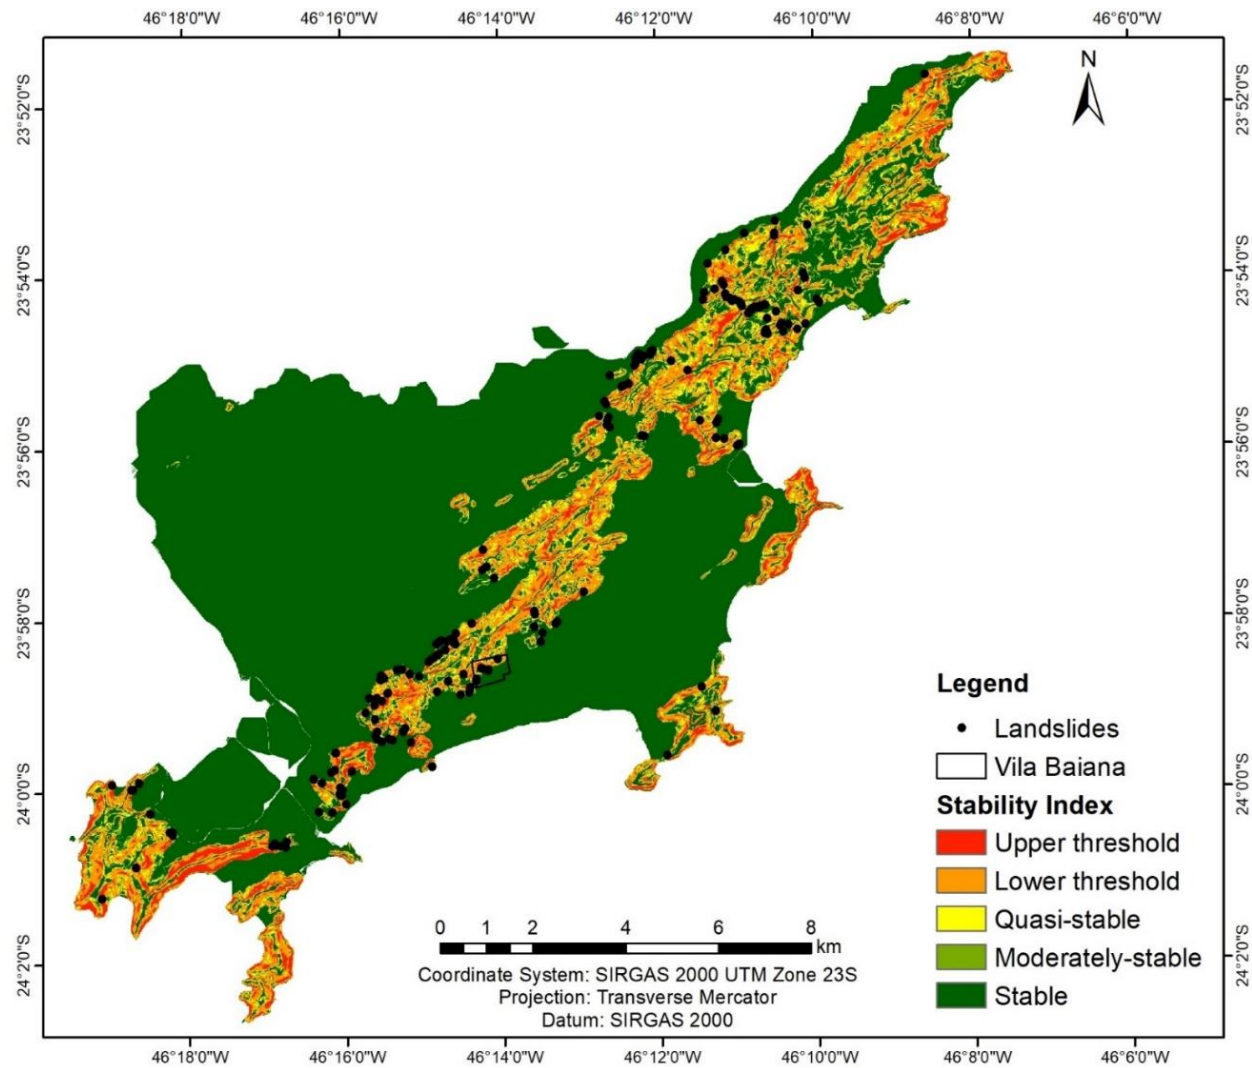 46°18'0"W 46°16'0"W 46°14'0"W 46°12'0"W 46°10'0"W 46°8'0"W 46°6'0"W
N
23°52'0"S 23°52'0"S
23°54'0"S 23°54'0"S
23°56'0"S 23°56'0"S
23°58'0"S 23°58'0"S
24°0'0"S 24°0'0"S
24°2'0"S 24°2'0"S
Legend
Landslides
Vila Baiana
Stability Index
Upper threshold
Lower threshold
Quasi-stable
Moderately-stable
Stable
0 1 2 4 6 8
km
Coordinate System: SIRGAS 2000 UTM Zone 23S
Projection: Transverse Mercator
Datum: SIRGAS 2000
46°18'0"W 46°16'0"W 46°14'0"W 46°12'0"W 46°10'0"W 46°8'0"W 46°6'0"W